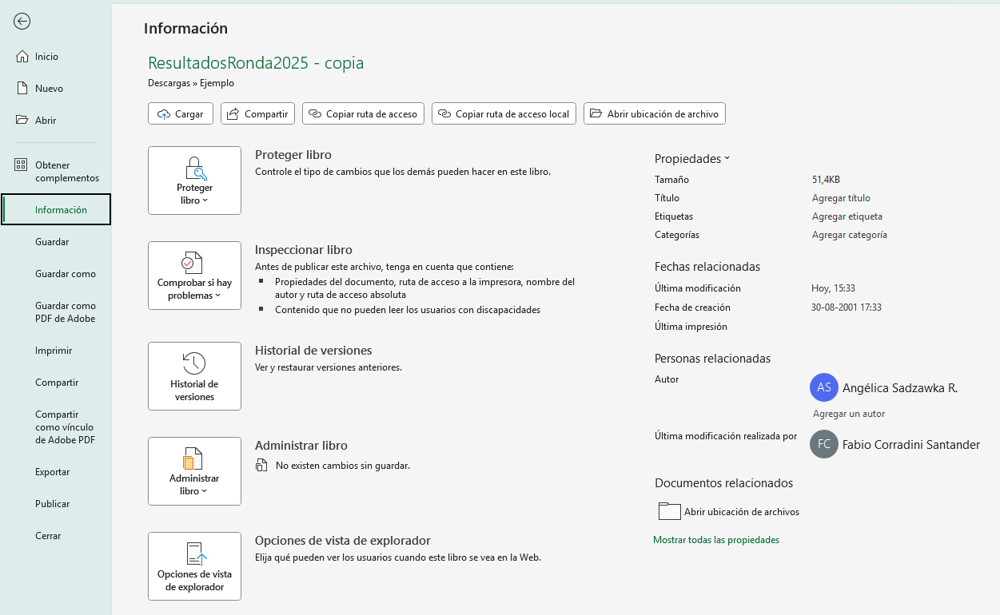 Información
ResultadosRonda2025 - copia
Descargas » Ejemplo
Cargar
Compartir
Copiar ruta de acceso
Copiar ruta de acceso local
Abrir ubicación de archivo
Inicio
Nuevo
Abrir
Obtener
complementos
Información
Guardar
Guardar como
Guardar como
PDF de Adobe
Imprimir
Compartir
Compartir
como vínculo
de Adobe PDF
Exportar
Publicar
Cerrar
Proteger
libro
Proteger libro
Controle el tipo de cambios que los demás pueden hacer en este libro.
Comprobar si hay
problemas
Inspeccionar libro
Antes de publicar este archivo, tenga en cuenta que contiene:
Propiedades del documento, ruta de acceso a la impresora, nombre del
autor y ruta de acceso absoluta
Contenido que no pueden leer los usuarios con discapacidades
Historial de
versiones
Historial de versiones
Ver y restaurar versiones anteriores.
Administrar
libro
Administrar libro
No existen cambios sin guardar.
Opciones de vista
de explorador
Opciones de vista de explorador
Elija qué pueden ver los usuarios cuando este libro se vea en la Web.
Propiedades
Tamaño 51,4KB
Título Agregar título
Etiquetas Agregar etiqueta
Categorías Agregar categoría
Fechas relacionadas
Última modificación Hoy, 15:33
Fecha de creación 30-08-2001 17:33
Última impresión
Personas relacionadas
Autor
AS Angélica Sadzawka R.
Agregar un autor
Última modificación realizada por
FC Fabio Corradini Santander
Documentos relacionados
Abrir ubicación de archivos
Mostrar todas las propiedades